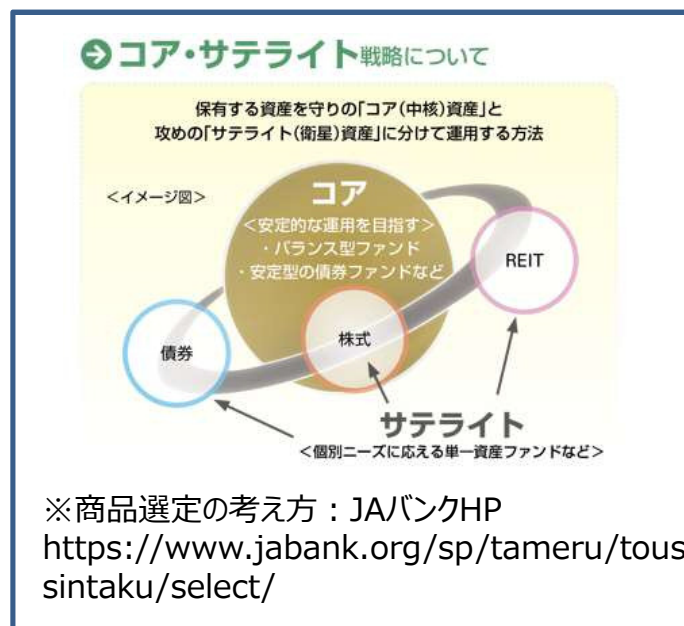 コア・サテライト戦略について
保有する資産を守りの「コア(中核)資産」と
攻めの「サテライト(衛星)資産」に分けて運用する方法
<イメージ図>
コア
<安定的な運用を目指す>
・バランス型ファンド
・安定型の債券ファンドなど
REIT
株式
債券
サテライト
<個別ニーズに応える単一資産ファンドなど>
※商品選定の考え方：JAバンクHP
https://www.jabank.org/sp/tameru/tous
sintaku/select/